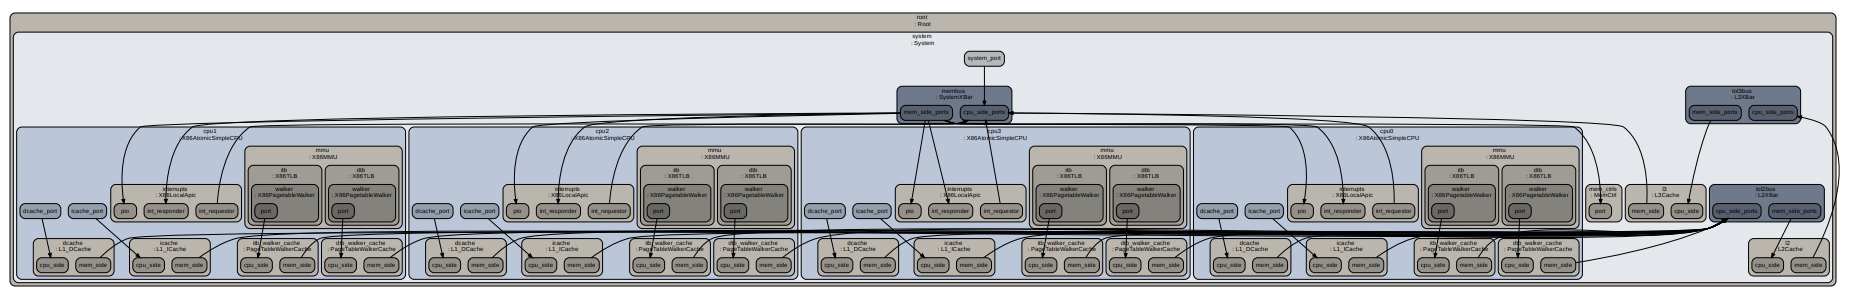 root
: Root
system
: System
system_port
membus
: SystemXBar
mem_side_ports
cpu_side_ports
tol3bus
: L3XBar
mem_side_ports
cpu_side_ports
cpu1
: X86AtomicSimpleCPU
mmu
: X86MMU
itb
: X86TLB
dtb
: X86TLB
walker
: X86PagetableWalker
walker
: X86PagetableWalker
interrupts
: X86LocalApic
dcache_port
icache_port
pio
int_responder
int_requestor
port
port
dcache
: L1_DCache
icache
: L1_ICache
itb_walker_cache
: PageTableWalkerCache
dtb_walker_cache
: PageTableWalkerCache
cpu_side
mem_side
cpu_side
mem_side
cpu_side
mem_side
cpu_side
mem_side
cpu2
: X86AtomicSimpleCPU
mmu
: X86MMU
itb
: X86TLB
dtb
: X86TLB
walker
: X86PagetableWalker
walker
: X86PagetableWalker
interrupts
: X86LocalApic
dcache_port
icache_port
pio
int_responder
int_requestor
port
port
dcache
: L1_DCache
icache
: L1_ICache
itb_walker_cache
: PageTableWalkerCache
dtb_walker_cache
: PageTableWalkerCache
cpu_side
mem_side
cpu_side
mem_side
cpu_side
mem_side
cpu_side
mem_side
cpu3
: X86AtomicSimpleCPU
mmu
: X86MMU
itb
: X86TLB
dtb
: X86TLB
walker
: X86PagetableWalker
walker
: X86PagetableWalker
interrupts
: X86LocalApic
dcache_port
icache_port
pio
int_responder
int_requestor
port
port
dcache
: L1_DCache
icache
: L1_ICache
itb_walker_cache
: PageTableWalkerCache
dtb_walker_cache
: PageTableWalkerCache
cpu_side
mem_side
cpu_side
mem_side
cpu_side
mem_side
cpu_side
mem_side
cpu0
: X86AtomicSimpleCPU
mmu
: X86MMU
itb
: X86TLB
dtb
: X86TLB
walker
: X86PagetableWalker
walker
: X86PagetableWalker
interrupts
: X86LocalApic
dcache_port
icache_port
pio
int_responder
int_requestor
port
port
dcache
: L1_DCache
icache
: L1_ICache
itb_walker_cache
: PageTableWalkerCache
dtb_walker_cache
: PageTableWalkerCache
cpu_side
mem_side
cpu_side
mem_side
cpu_side
mem_side
cpu_side
mem_side
mem_ctrls
: MemCtrl
port
l3
: L3Cache
mem_side
cpu_side
tol2bus
: L2XBar
cpu_side_ports
mem_side_ports
l2
: L2Cache
cpu_side
mem_side